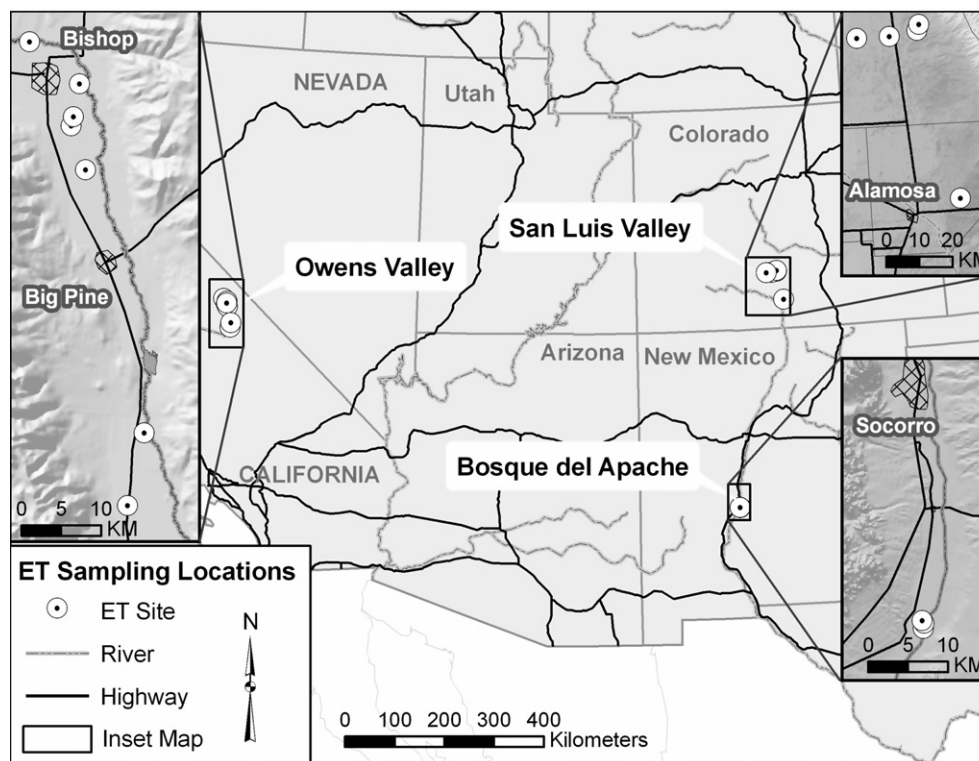 Bishop
Big Pine
0 5 10
KM
NEVADA
Utah
Colorado
San Luis Valley
Owens Valley
Arizona
New Mexico
Bosque del Apache
CALIFORNIA
Alamosa
0 10 20
KM
Socorro
0 5 10
KM
ET Sampling Locations
ET Site
River
Highway
Inset Map
N
0 100 200 300 400
Kilometers